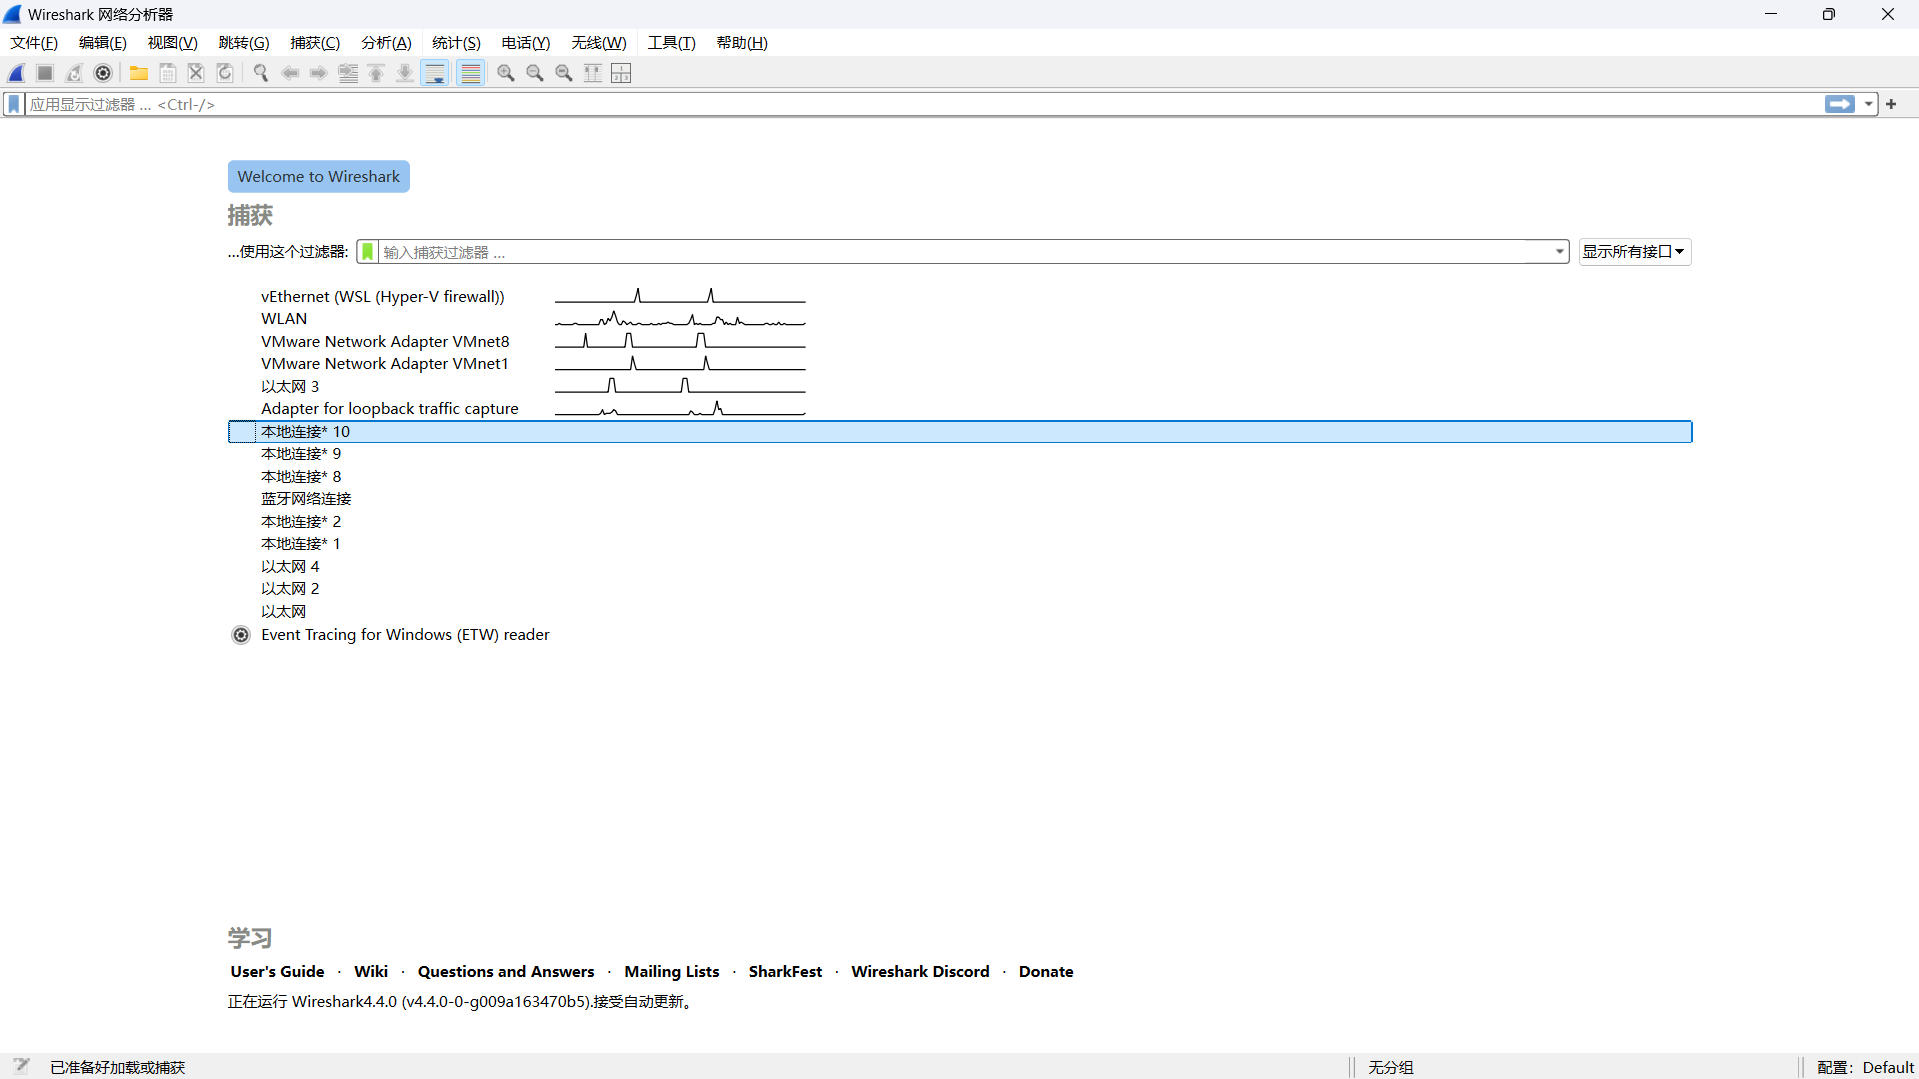 Wireshark 网络分析器
文件(F) 编辑(E) 视图(V) 跳转(G) 捕获(C) 分析(A) 统计(S) 电话(Y) 无线(W) 工具(T) 帮助(H)
应用显示过滤器 … <Ctrl-/>
Welcome to Wireshark
捕获
…使用这个过滤器: 输入捕获过滤器 … 显示所有接口
vEthernet (WSL (Hyper-V firewall))
WLAN
VMware Network Adapter VMnet8
VMware Network Adapter VMnet1
以太网 3
Adapter for loopback traffic capture
本地连接* 10
本地连接* 9
本地连接* 8
蓝牙网络连接
本地连接* 2
本地连接* 1
以太网 4
以太网 2
以太网
Event Tracing for Windows (ETW) reader
学习
User's Guide · Wiki · Questions and Answers · Mailing Lists · SharkFest · Wireshark Discord · Donate
正在运行 Wireshark4.4.0 (v4.4.0-0-g009a163470b5).接受自动更新。
已准备好加载或捕获 无分组 配置: Default